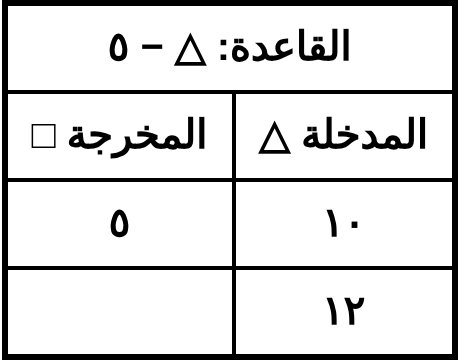 القاعدة: △ − ٥
المدخلة △ المخرجة □
١٠ ٥
١٢